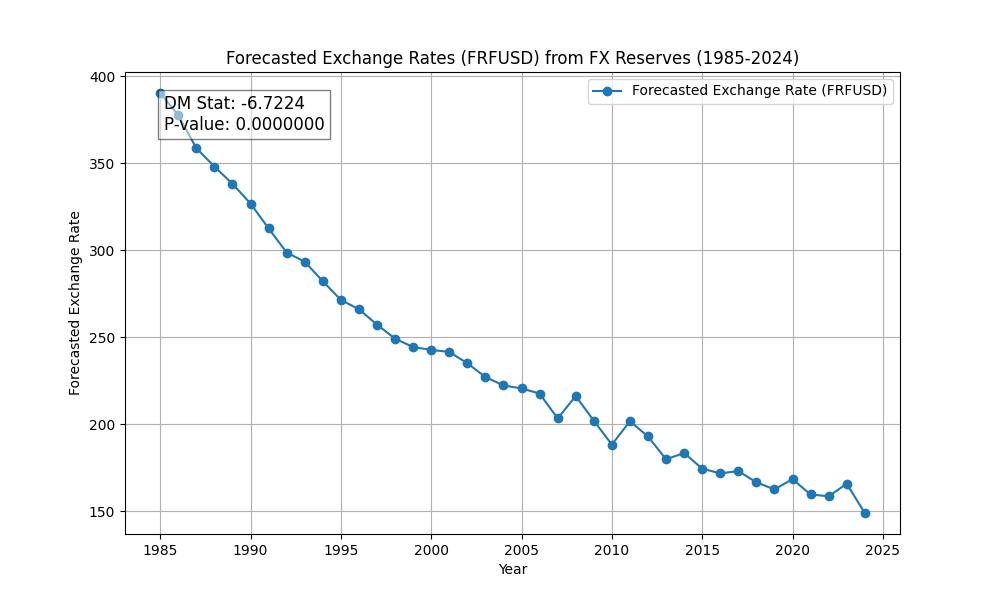 Forecasted Exchange Rates (FRFUSD) from FX Reserves (1985-2024)
DM Stat: -6.7224
P-value: 0.0000000
Forecasted Exchange Rate (FRFUSD)
Forecasted Exchange Rate
400
350
300
250
200
150
1985 1990 1995 2000 2005 2010 2015 2020 2025
Year